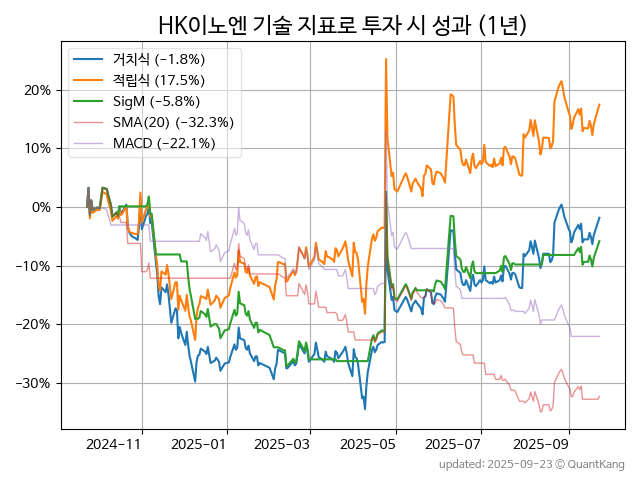 HK이노엔 기술 지표로 투자 시 성과 (1년)
거치식 (−1.8%)
적립식 (17.5%)
SigM (−5.8%)
SMA(20) (−32.3%)
MACD (−22.1%)
20%
10%
0%
−10%
−20%
−30%
2024-11 2025-01 2025-03 2025-05 2025-07 2025-09
updated: 2025-09-23 © QuantKang